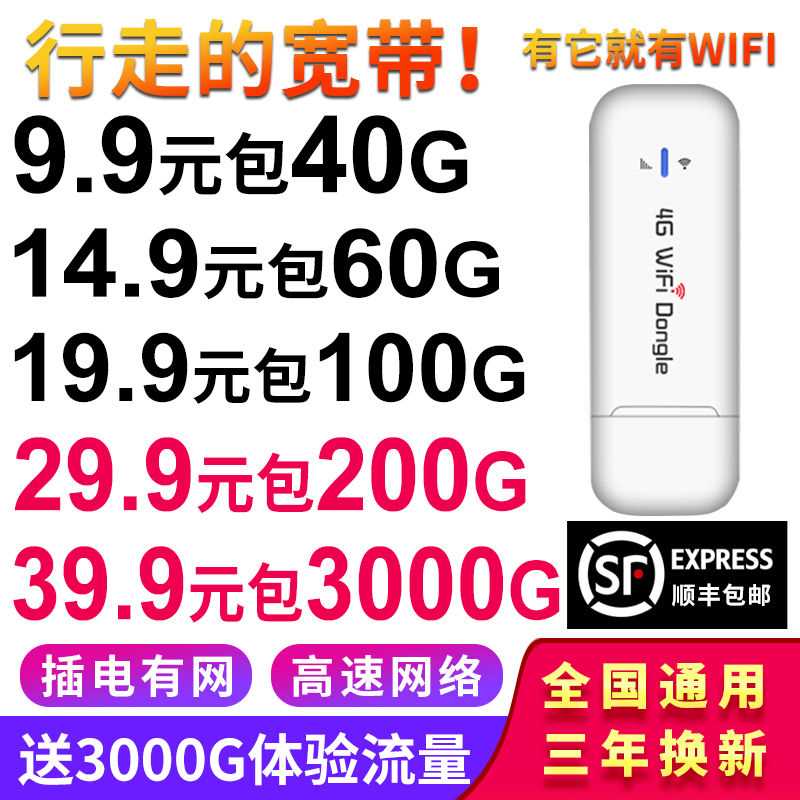 行走的宽带！
有它就有WIFI
9.9元包40G
14.9元包60G
19.9元包100G
29.9元包200G
39.9元包3000G
4G WiFi Dongle
SF EXPRESS
顺丰包邮
插电有网
高速网络
全国通用
三年换新
送3000G体验流量